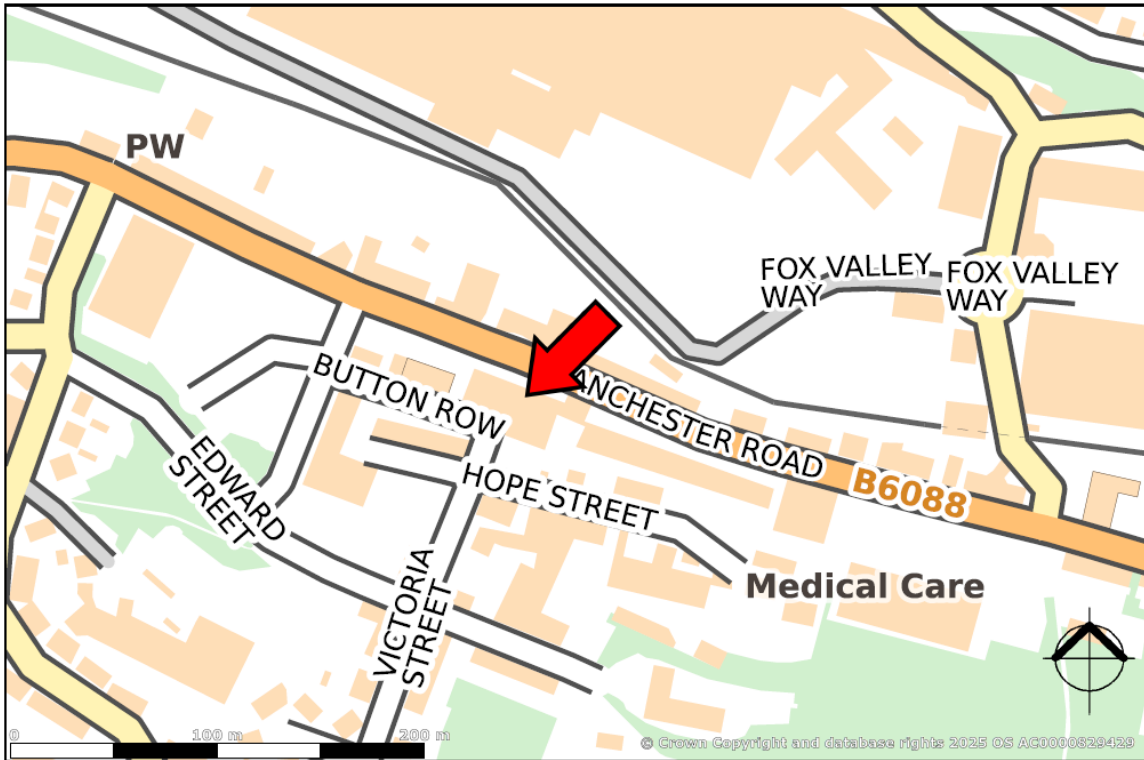 PW
FOX VALLEY
WAY
FOX VALLEY
WAY
BUTTON ROW
ANCHESTER ROAD
B6088
EDWARD
STREET
HOPE STREET
VICTORIA
STREET
Medical Care
0 100 m 200 m
© Crown Copyright and database rights 2025 OS AC0000829429